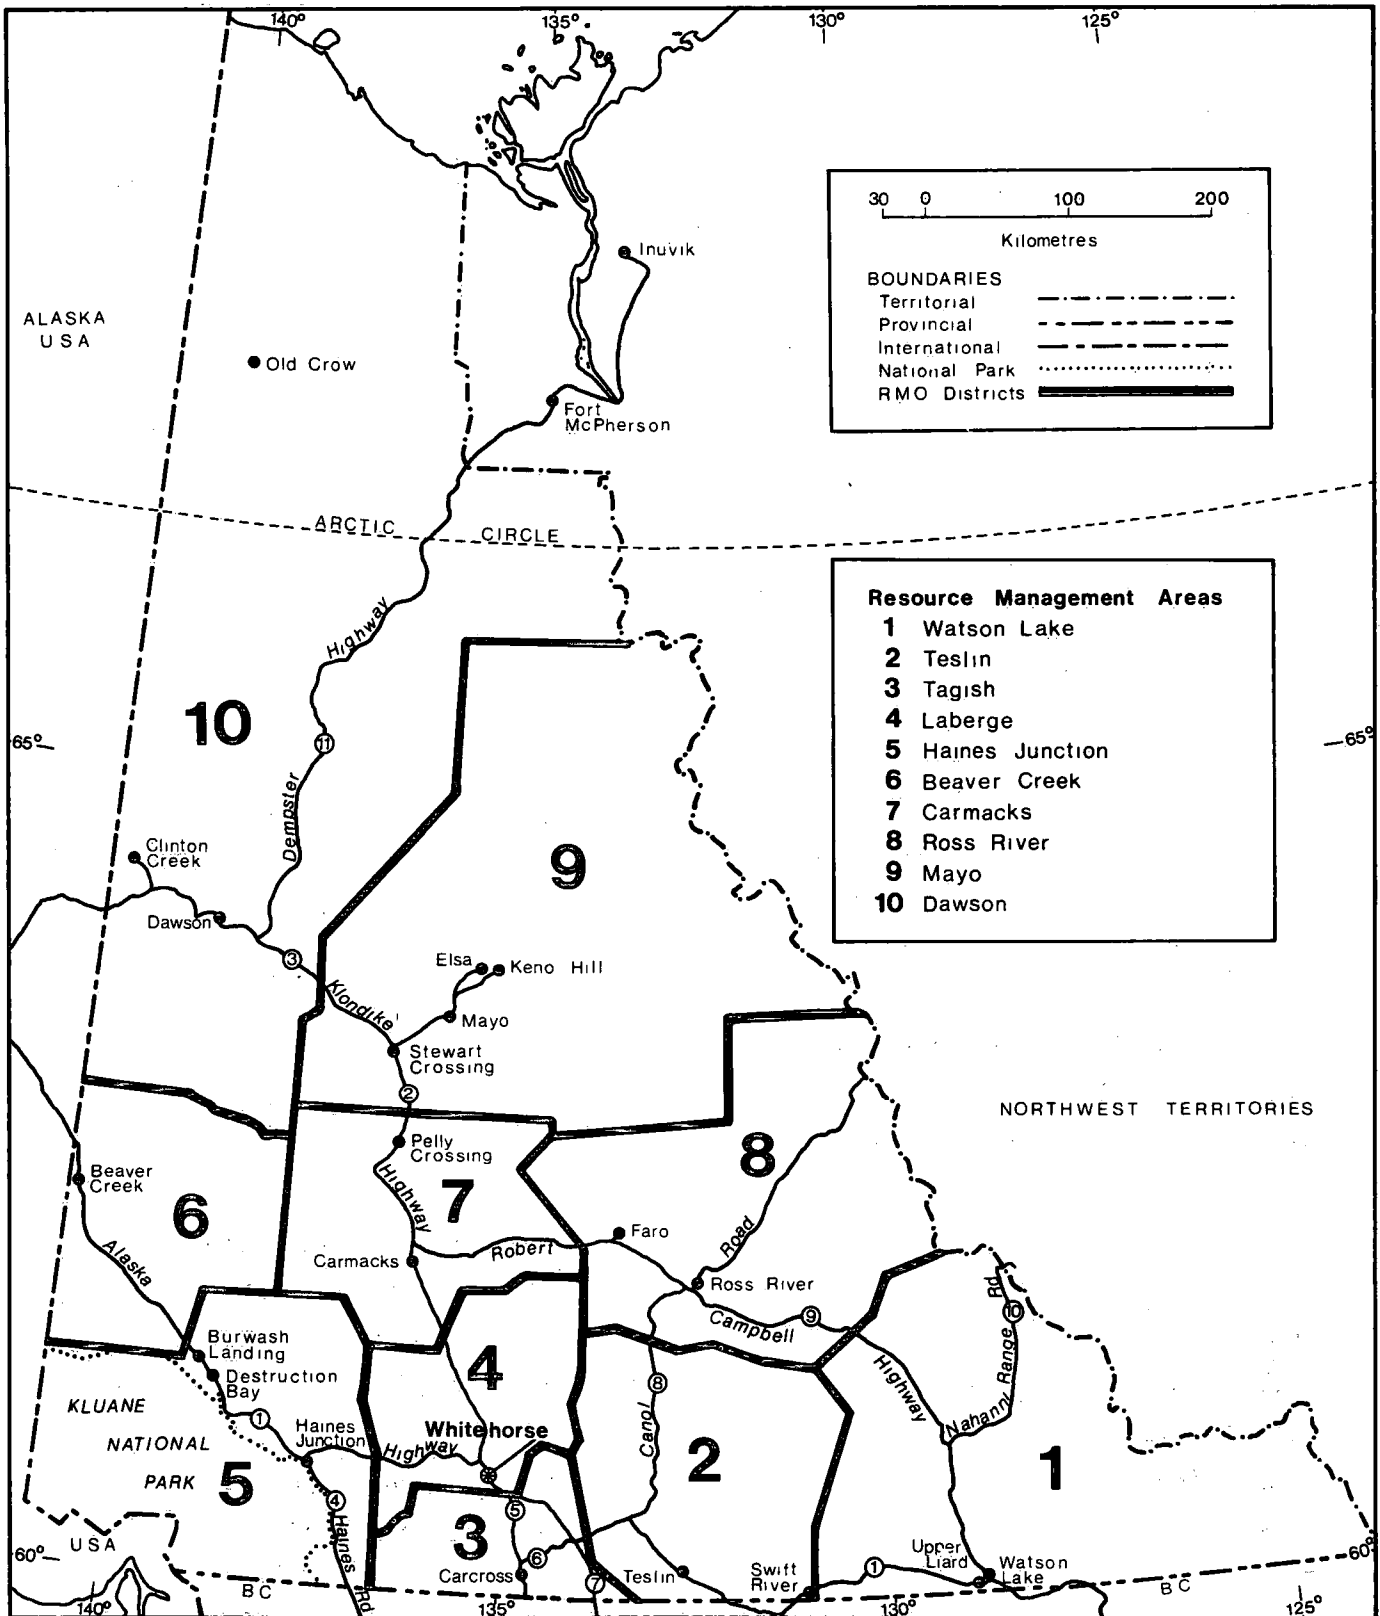 140° 135° 130° 125°
30 0 100 200
Kilometres
BOUNDARIES
Territorial
Provincial
International
National Park
RMO Districts
Inuvik
ALASKA
USA
Old Crow
Fort
McPherson
ARCTIC CIRCLE
Resource Management Areas
1 Watson Lake
2 Teslin
3 Tagish
4 Laberge
5 Haines Junction
6 Beaver Creek
7 Carmacks
8 Ross River
9 Mayo
10 Dawson
Highway
10
65°
65°
11
Dempster
Clinton
Creek
9
Dawson
3
Klondike
Elsa
Keno Hill
Mayo
Stewart
Crossing
2
NORTHWEST TERRITORIES
Pelly
Crossing
8
Beaver
Creek
6
Highway
7
Alaska
Carmacks
Robert
Faro
Road
Ross River
Campbell
9
Rd
10
Nahanni Range
Highway
Burwash
Landing
Destruction
Bay
4
8
Canol
KLUANE
NATIONAL
PARK
1
Haines
Junction
Highway
Whitehorse
2
1
5
4
Haines
Rd
3
5
6
7
Carcross
Teslin
Swift
River
1
Upper
Liard
Watson
Lake
USA
60°
60°
BC
BC
140° 135° 130° 125°